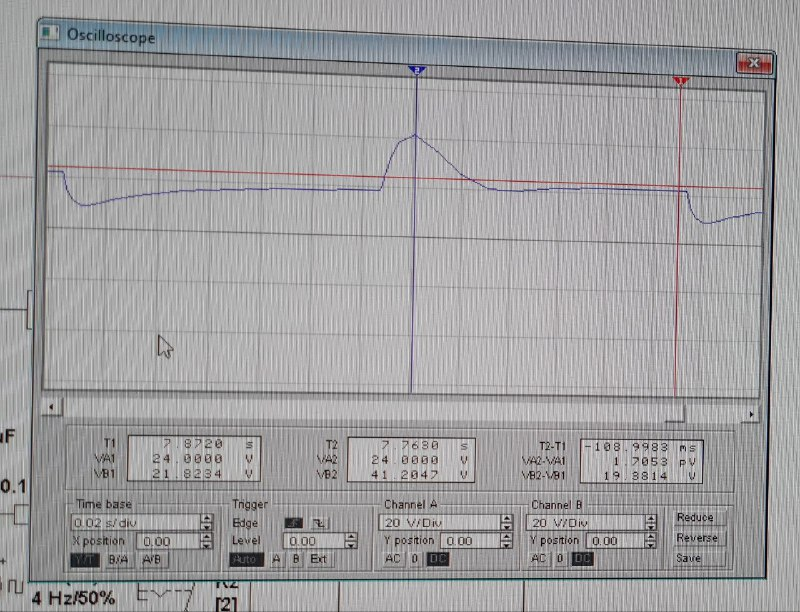 Oscilloscope
2
1
T1 7.8720 s
VA1 24.0000 V
VB1 21.8234 V
T2 7.7630 s
VA2 24.0000 V
VB2 41.2047 V
T2-T1 -108.9983 ms
VA2-VA1 1.7053 pV
VB2-VB1 19.3814 V
Time base
0.02 s/div
X position 0.00
Y/T B/A A/B
Trigger
Edge
Level 0.00
Auto A B Ext
Channel A
20 V/Div
Y position 0.00
AC 0 DC
Channel B
20 V/Div
Y position 0.00
AC 0 DC
Reduce
Reverse
Save
uF
0.1
4 Hz/50%
[2]